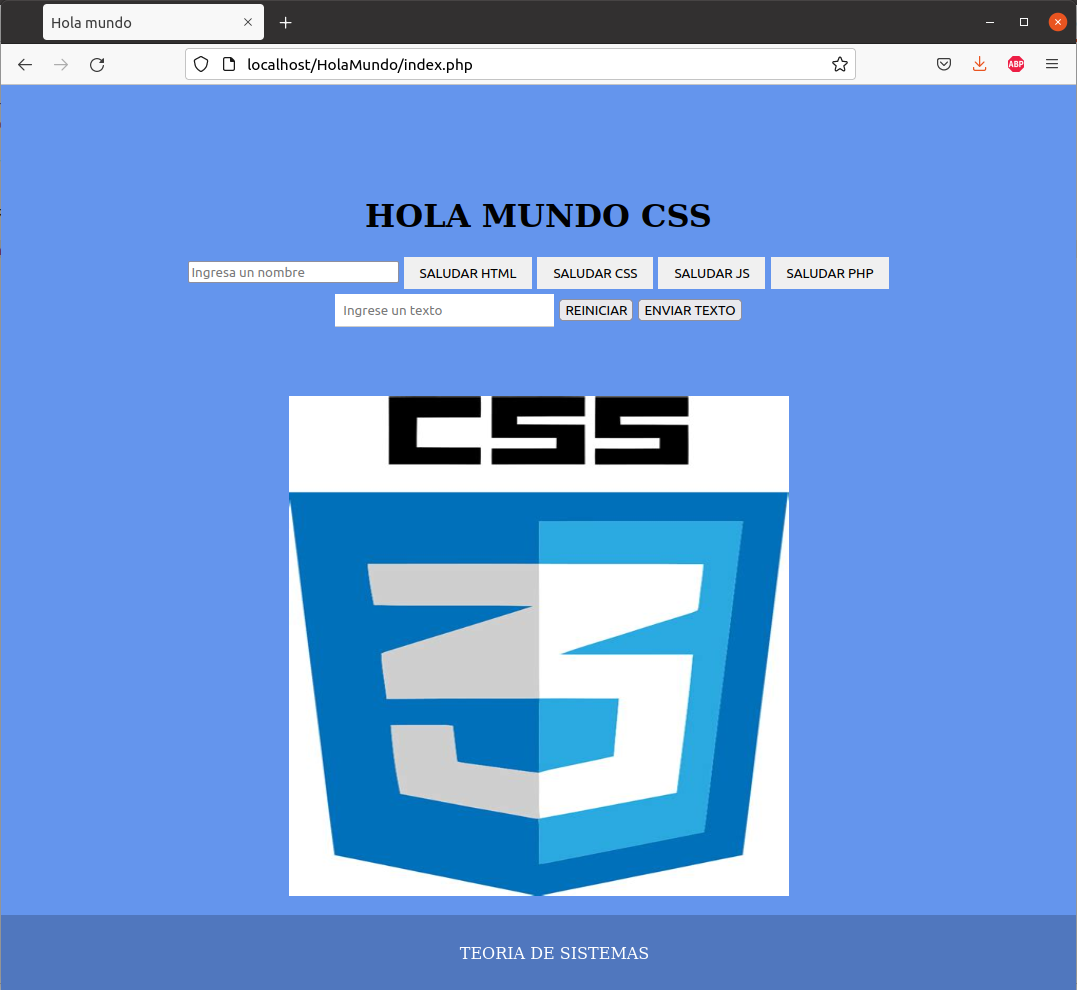 Hola mundo
localhost/HolaMundo/index.php
ABP
HOLA MUNDO CSS
Ingresa un nombre SALUDAR HTML SALUDAR CSS SALUDAR JS SALUDAR PHP
Ingrese un texto REINICIAR ENVIAR TEXTO
CSS
3
TEORIA DE SISTEMAS